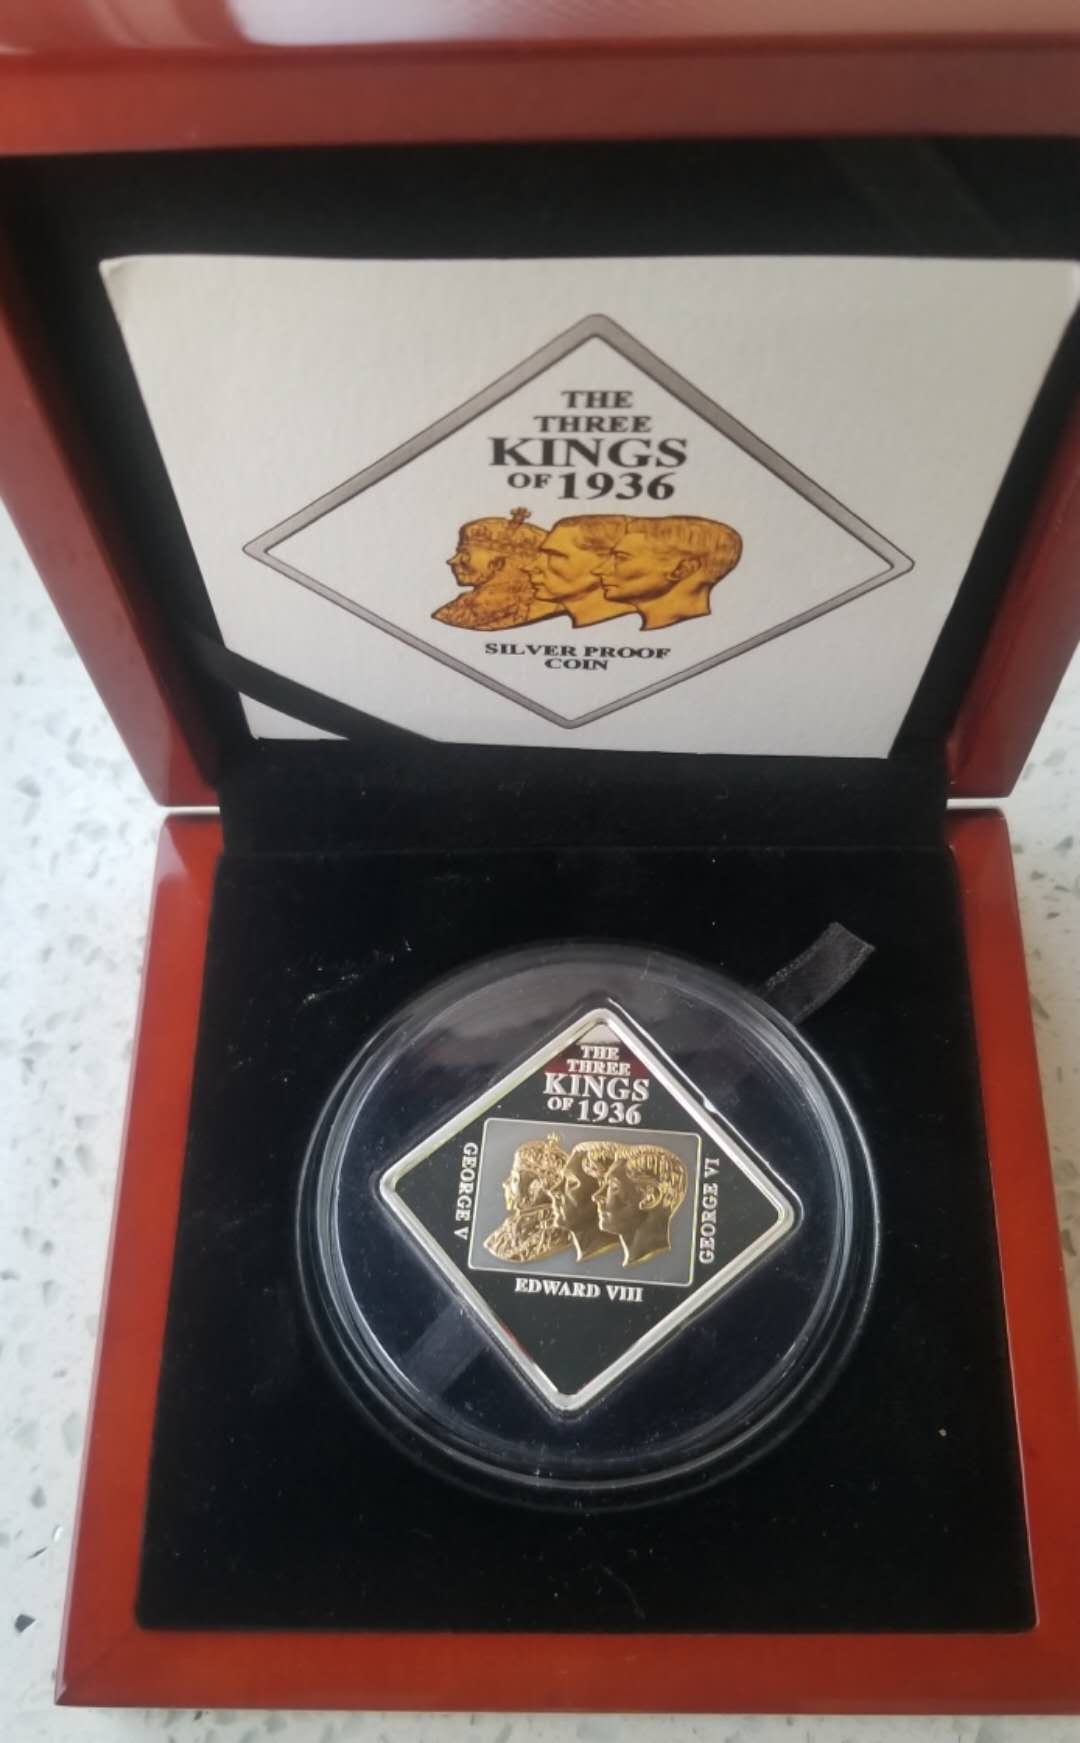 THE
THREE
KINGS
OF 1936
SILVER PROOF
COIN
THE
THREE
KINGS
OF 1936
GEORGE V
GEORGE VI
EDWARD VIII